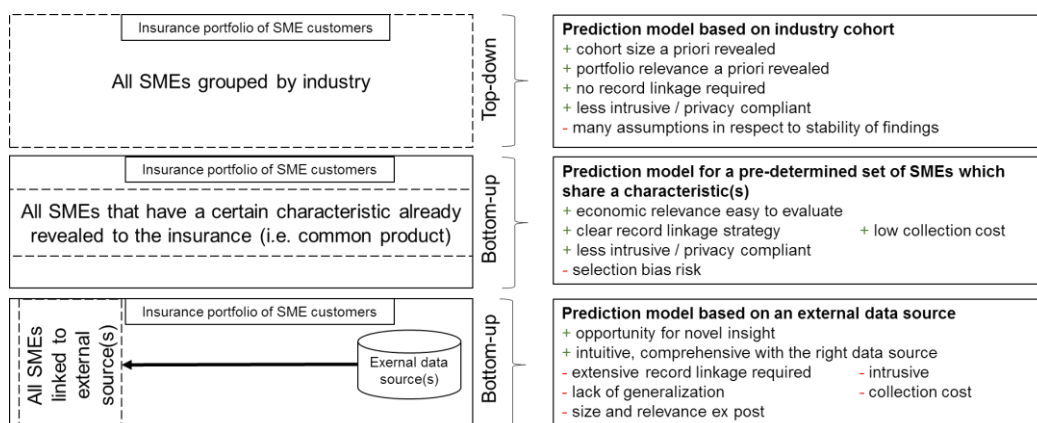 Insurance portfolio of SME customers
All SMEs grouped by industry
Top-down
Prediction model based on industry cohort
+ cohort size a priori revealed
+ portfolio relevance a priori revealed
+ no record linkage required
+ less intrusive / privacy compliant
- many assumptions in respect to stability of findings
Insurance portfolio of SME customers
All SMEs that have a certain characteristic already
revealed to the insurance (i.e. common product)
Bottom-up
Prediction model for a pre-determined set of SMEs which
share a characteristic(s)
+ economic relevance easy to evaluate
+ clear record linkage strategy + low collection cost
+ less intrusive / privacy compliant
- selection bias risk
Insurance portfolio of SME customers
All SMEs
linked to
external
source(s)
Exernal data
source(s)
Bottom-up
Prediction model based on an external data source
+ opportunity for novel insight
+ intuitive, comprehensive with the right data source
- extensive record linkage required - intrusive
- lack of generalization - collection cost
- size and relevance ex post